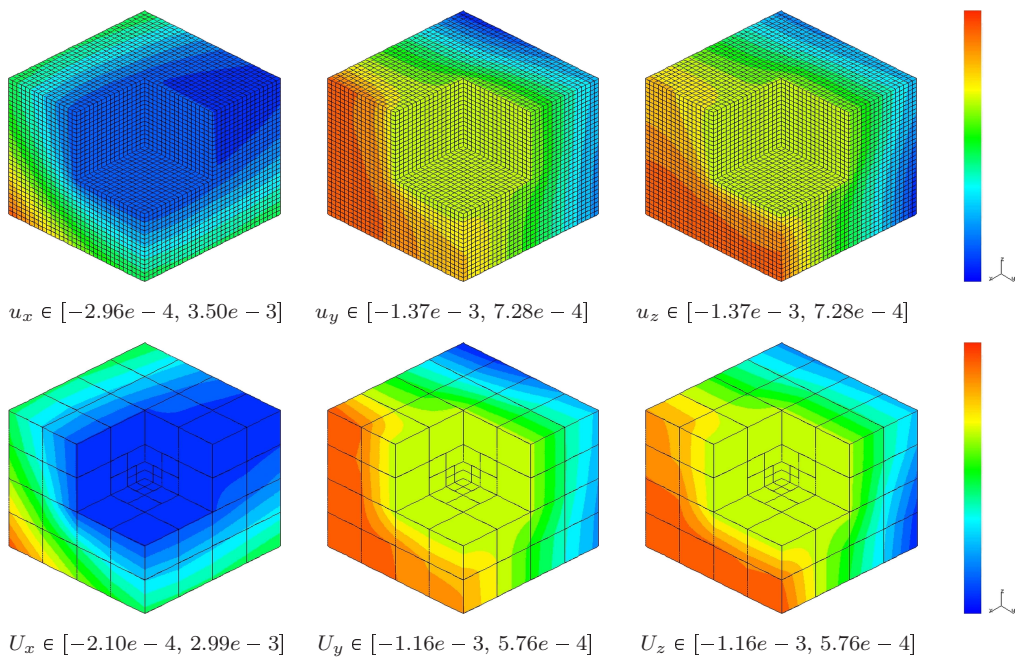 u_x ∈ [−2.96e − 4, 3.50e − 3]
u_y ∈ [−1.37e − 3, 7.28e − 4]
u_z ∈ [−1.37e − 3, 7.28e − 4]
U_x ∈ [−2.10e − 4, 2.99e − 3]
U_y ∈ [−1.16e − 3, 5.76e − 4]
U_z ∈ [−1.16e − 3, 5.76e − 4]